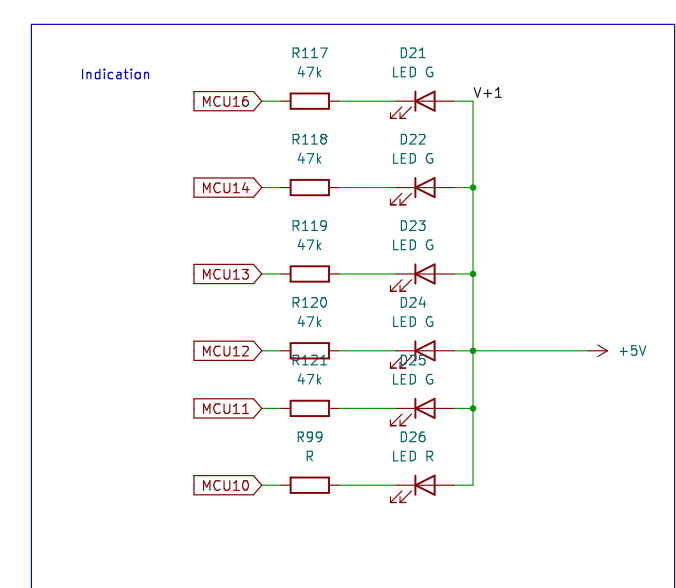 Indication
R117
47k
D21
LED G
MCU16
V+1
R118
47k
D22
LED G
MCU14
R119
47k
D23
LED G
MCU13
R120
47k
D24
LED G
MCU12
+5V
R121
47k
D25
LED G
MCU11
R99
R
D26
LED R
MCU10